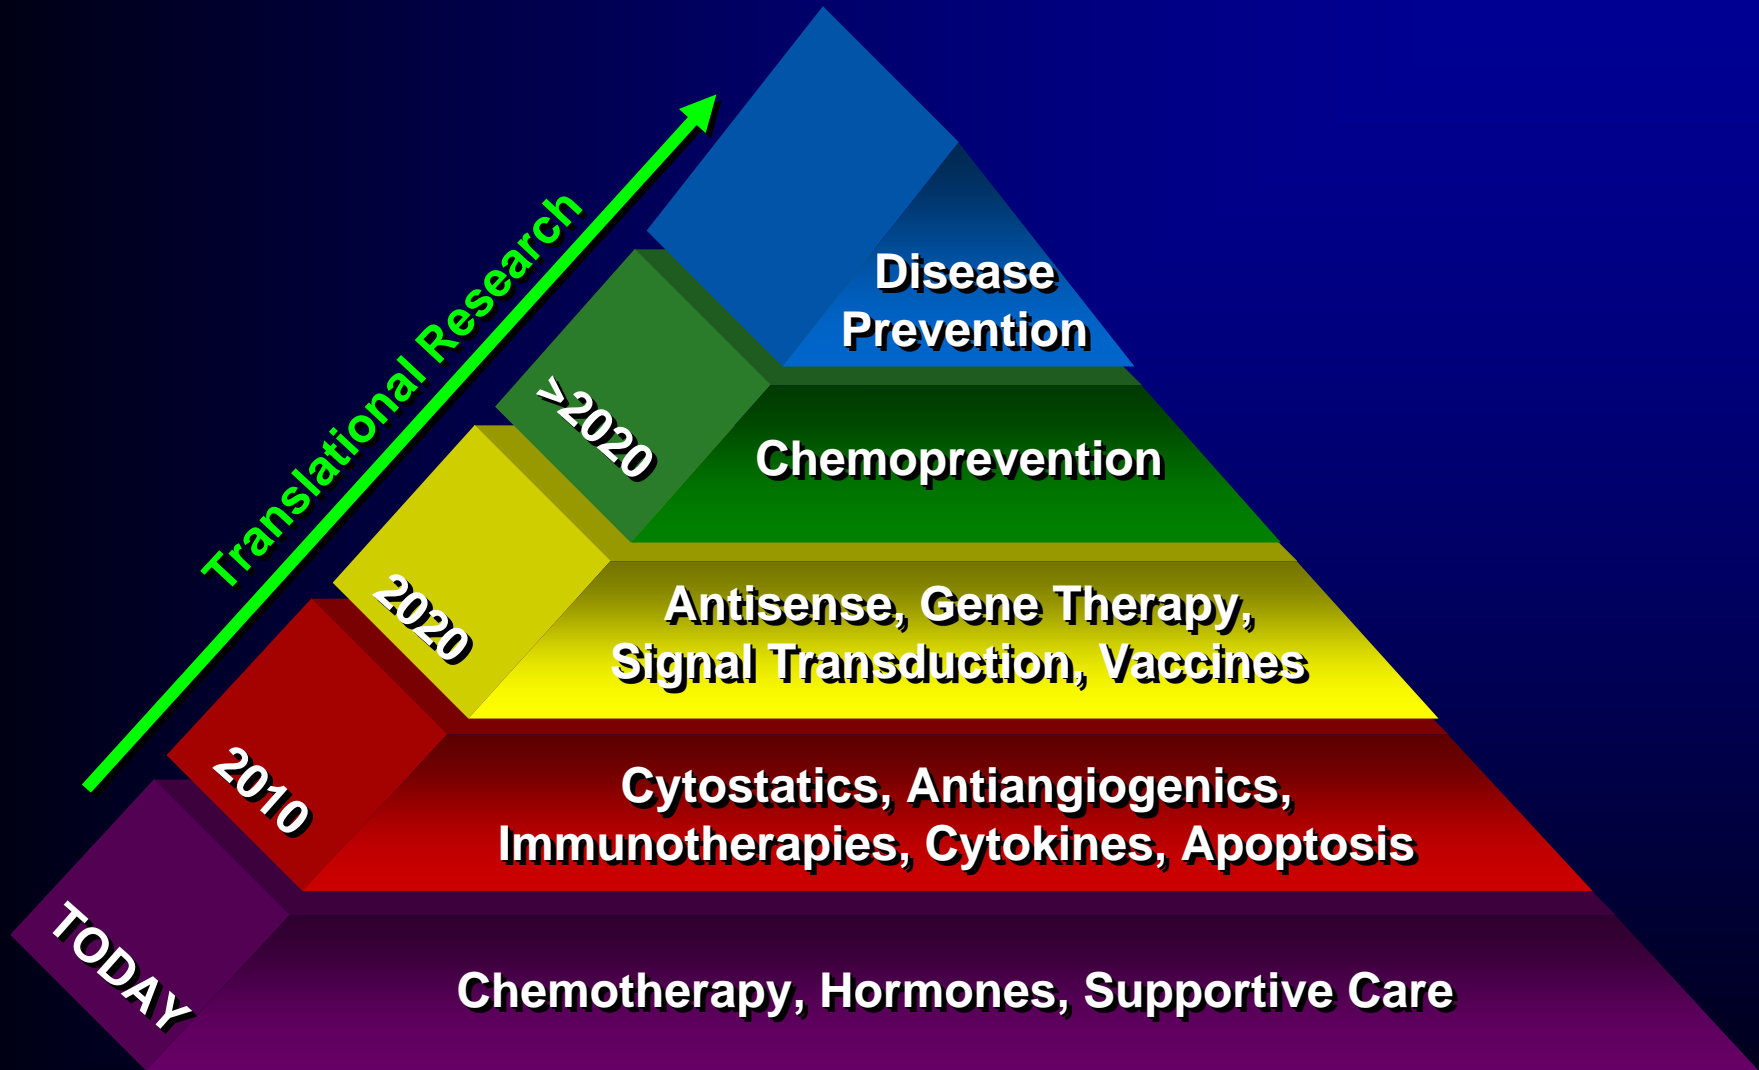 Translational Research
Disease
Prevention
>2020
Chemoprevention
2020
Antisense, Gene Therapy,
Signal Transduction, Vaccines
2010
Cytostatics, Antiangiogenics,
Immunotherapies, Cytokines, Apoptosis
TODAY
Chemotherapy, Hormones, Supportive Care